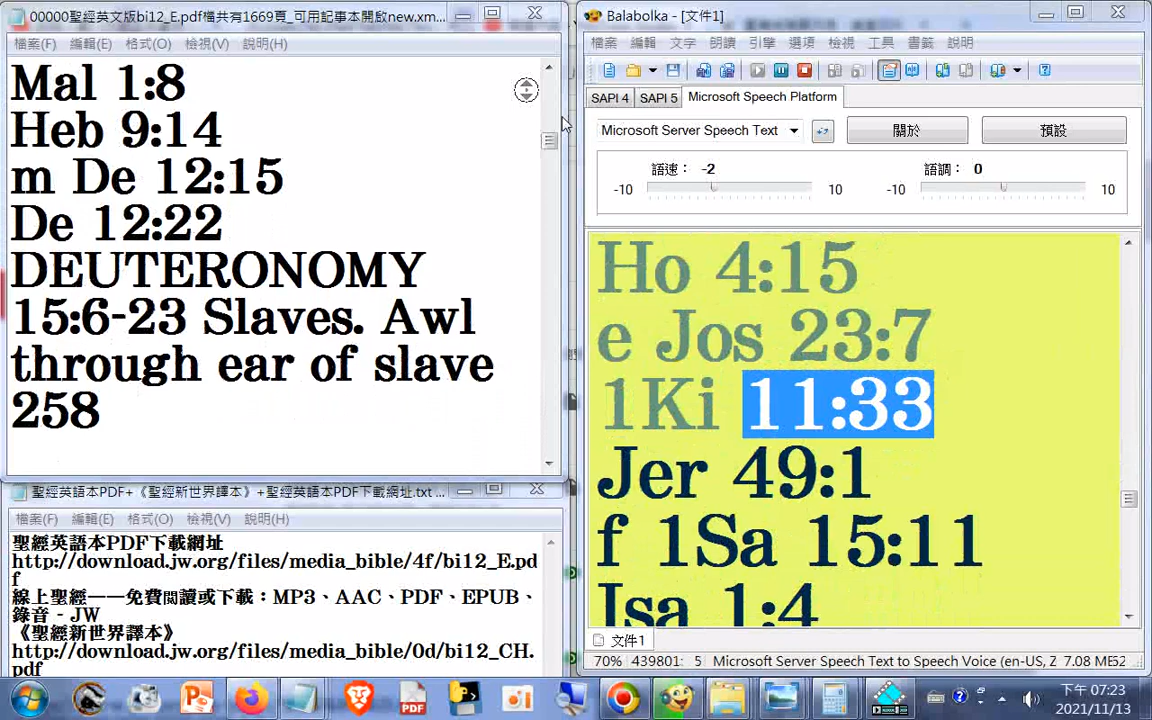 00000聖經英文版bi12_E.pdf檔共有1669頁_可用記事本開啟new.xm...
檔案(F) 編輯(E) 格式(O) 檢視(V) 說明(H)
Mal 1:8
Heb 9:14
m De 12:15
De 12:22
DEUTERONOMY
15:6-23 Slaves. Awl
through ear of slave
258
聖經英語本PDF+《聖經新世界譯本》+聖經英語本PDF下載網址.txt ...
檔案(F) 編輯(E) 格式(O) 檢視(V) 說明(H)
聖經英語本PDF下載網址
http://download.jw.org/files/media_bible/4f/bi12_E.pd
f
線上聖經——免費閱讀或下載：MP3、AAC、PDF、EPUB、
錄音 - JW
《聖經新世界譯本》
http://download.jw.org/files/media_bible/0d/bi12_CH.
pdf
Balabolka - [文件1]
檔案 編輯 文字 朗讀 引擎 選項 檢視 工具 書籤 說明
SAPI 4 SAPI 5 Microsoft Speech Platform
Microsoft Server Speech Text 關於 預設
語速： -2 語調： 0
-10 10 -10 10
Ho 4:15
e Jos 23:7
1Ki 11:33
Jer 49:1
f 1Sa 15:11
Isa 1:4
文件1
70% 439801: 5 Microsoft Server Speech Text to Speech Voice (en-US, Z 7.08 ME52
PDF
下午 07:23
2021/11/13